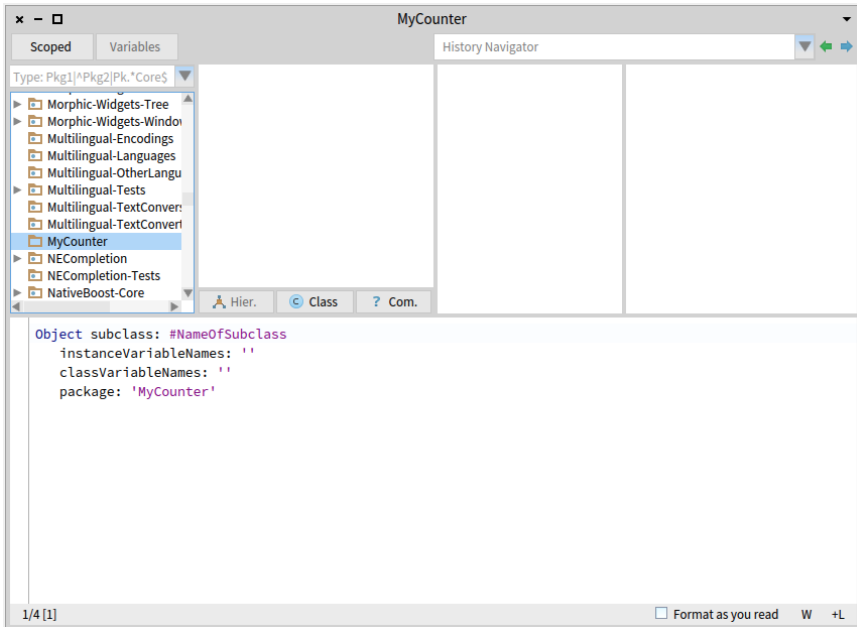 MyCounter
Scoped Variables History Navigator
Type: Pkg1|^Pkg2|Pk.*Core$
Morphic-Widgets-Tree
Morphic-Widgets-Window
Multilingual-Encodings
Multilingual-Languages
Multilingual-OtherLangu
Multilingual-Tests
Multilingual-TextConvers
Multilingual-TextConvert
MyCounter
NECompletion
NECompletion-Tests
NativeBoost-Core
Hier. C Class ? Com.
Object subclass: #NameOfSubclass
instanceVariableNames: ''
classVariableNames: ''
package: 'MyCounter'
1/4 [1] Format as you read W +L